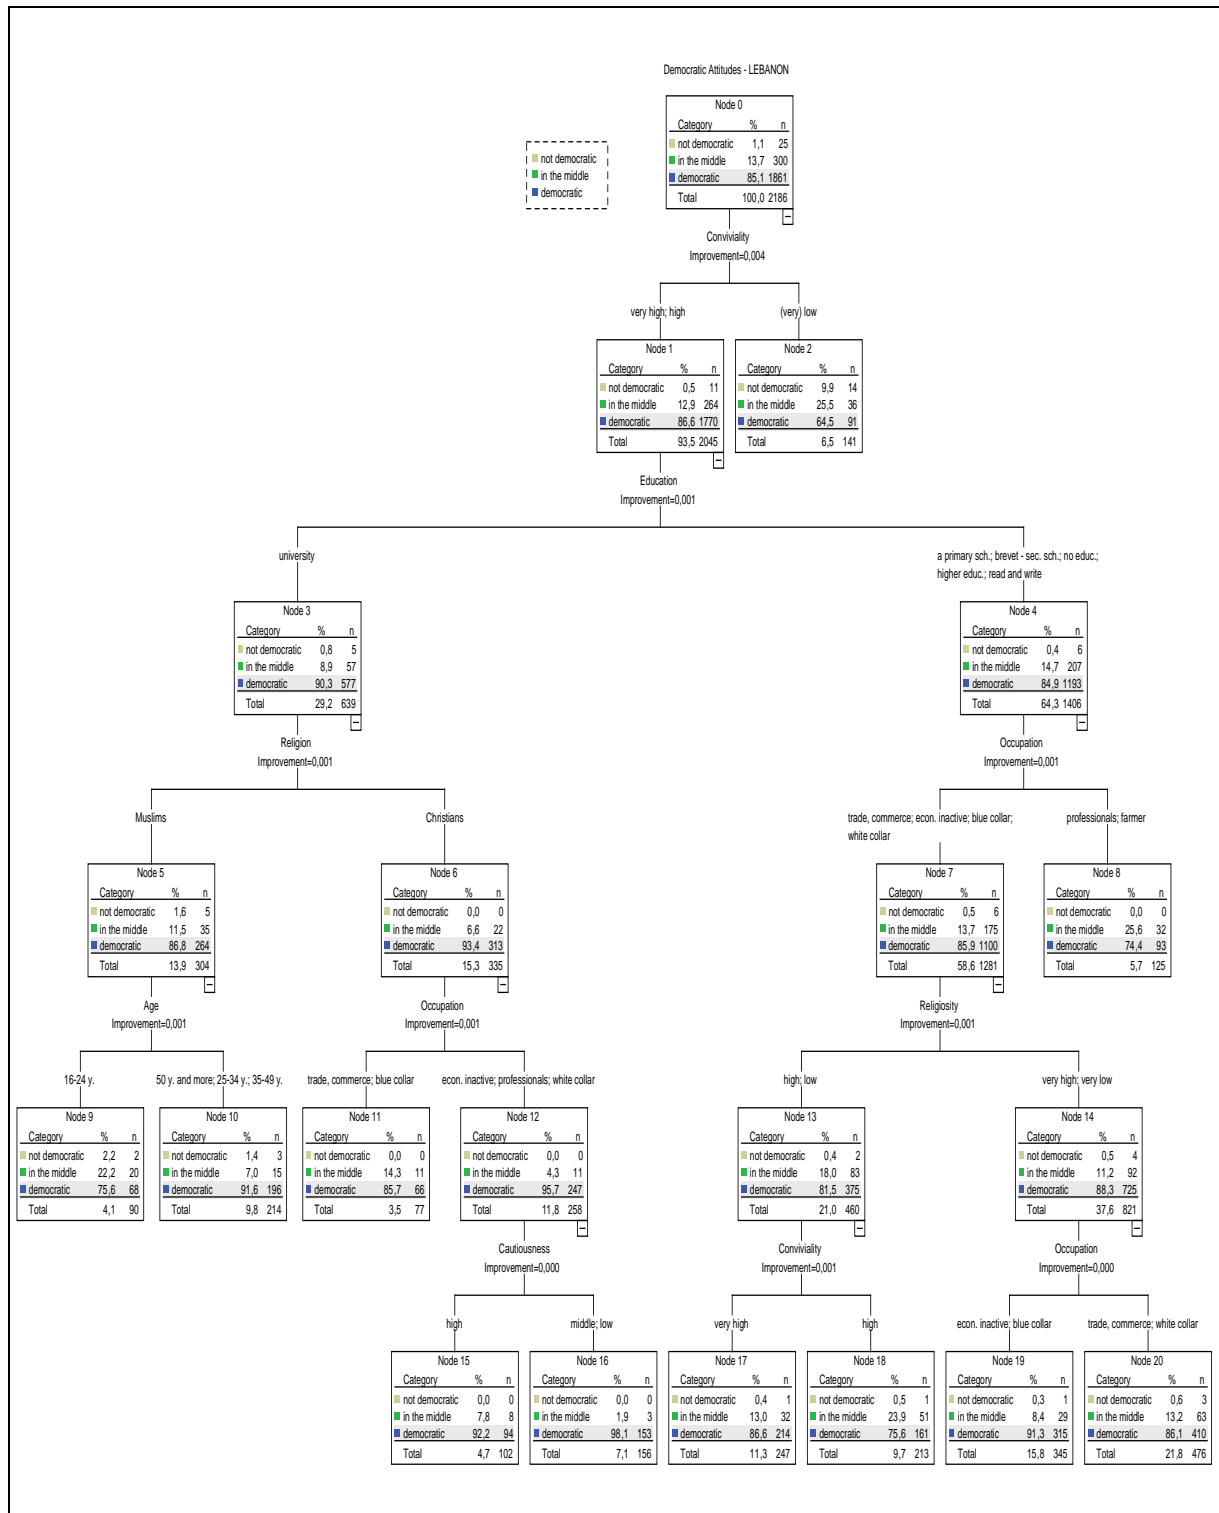 Democratic Attitudes - LEBANON
not democratic
in the middle
democratic
Node 0
Category % n
not democratic 1,1 25
in the middle 13,7 300
democratic 85,1 1861
Total 100,0 2186
Conviviality
Improvement=0,004
very high; high
(very) low
Node 1
Category % n
not democratic 0,5 11
in the middle 12,9 264
democratic 86,6 1770
Total 93,5 2045
Node 2
Category % n
not democratic 9,9 14
in the middle 25,5 36
democratic 64,5 91
Total 6,5 141
Education
Improvement=0,001
university
a primary sch.; brevet - sec. sch.; no educ.;
higher educ.; read and write
Node 3
Category % n
not democratic 0,8 5
in the middle 8,9 57
democratic 90,3 577
Total 29,2 639
Node 4
Category % n
not democratic 0,4 6
in the middle 14,7 207
democratic 84,9 1193
Total 64,3 1406
Religion
Improvement=0,001
Occupation
Improvement=0,001
Muslims
Christians
trade, commerce; econ. inactive; blue collar;
white collar
professionals; farmer
Node 5
Category % n
not democratic 1,6 5
in the middle 11,5 35
democratic 86,8 264
Total 13,9 304
Node 6
Category % n
not democratic 0,0 0
in the middle 6,6 22
democratic 93,4 313
Total 15,3 335
Node 7
Category % n
not democratic 0,5 6
in the middle 13,7 175
democratic 85,9 1100
Total 58,6 1281
Node 8
Category % n
not democratic 0,0 0
in the middle 25,6 32
democratic 74,4 93
Total 5,7 125
Age
Improvement=0,001
Occupation
Improvement=0,001
Religiosity
Improvement=0,001
16-24 y.
50 y. and more; 25-34 y.; 35-49 y.
trade, commerce; blue collar
econ. inactive; professionals; white collar
high; low
very high; very low
Node 9
Category % n
not democratic 2,2 2
in the middle 22,2 20
democratic 75,6 68
Total 4,1 90
Node 10
Category % n
not democratic 1,4 3
in the middle 7,0 15
democratic 91,6 196
Total 9,8 214
Node 11
Category % n
not democratic 0,0 0
in the middle 14,3 11
democratic 85,7 66
Total 3,5 77
Node 12
Category % n
not democratic 0,0 0
in the middle 4,3 11
democratic 95,7 247
Total 11,8 258
Node 13
Category % n
not democratic 0,4 2
in the middle 18,0 83
democratic 81,5 375
Total 21,0 460
Node 14
Category % n
not democratic 0,5 4
in the middle 11,2 92
democratic 88,3 725
Total 37,6 821
Cautiousness
Improvement=0,000
Conviviality
Improvement=0,001
Occupation
Improvement=0,000
high
middle; low
very high
high
econ. inactive; blue collar
trade, commerce; white collar
Node 15
Category % n
not democratic 0,0 0
in the middle 7,8 8
democratic 92,2 94
Total 4,7 102
Node 16
Category % n
not democratic 0,0 0
in the middle 1,9 3
democratic 98,1 153
Total 7,1 156
Node 17
Category % n
not democratic 0,4 1
in the middle 13,0 32
democratic 86,6 214
Total 11,3 247
Node 18
Category % n
not democratic 0,5 1
in the middle 23,9 51
democratic 75,6 161
Total 9,7 213
Node 19
Category % n
not democratic 0,3 1
in the middle 8,4 29
democratic 91,3 315
Total 15,8 345
Node 20
Category % n
not democratic 0,6 3
in the middle 13,2 63
democratic 86,1 410
Total 21,8 476